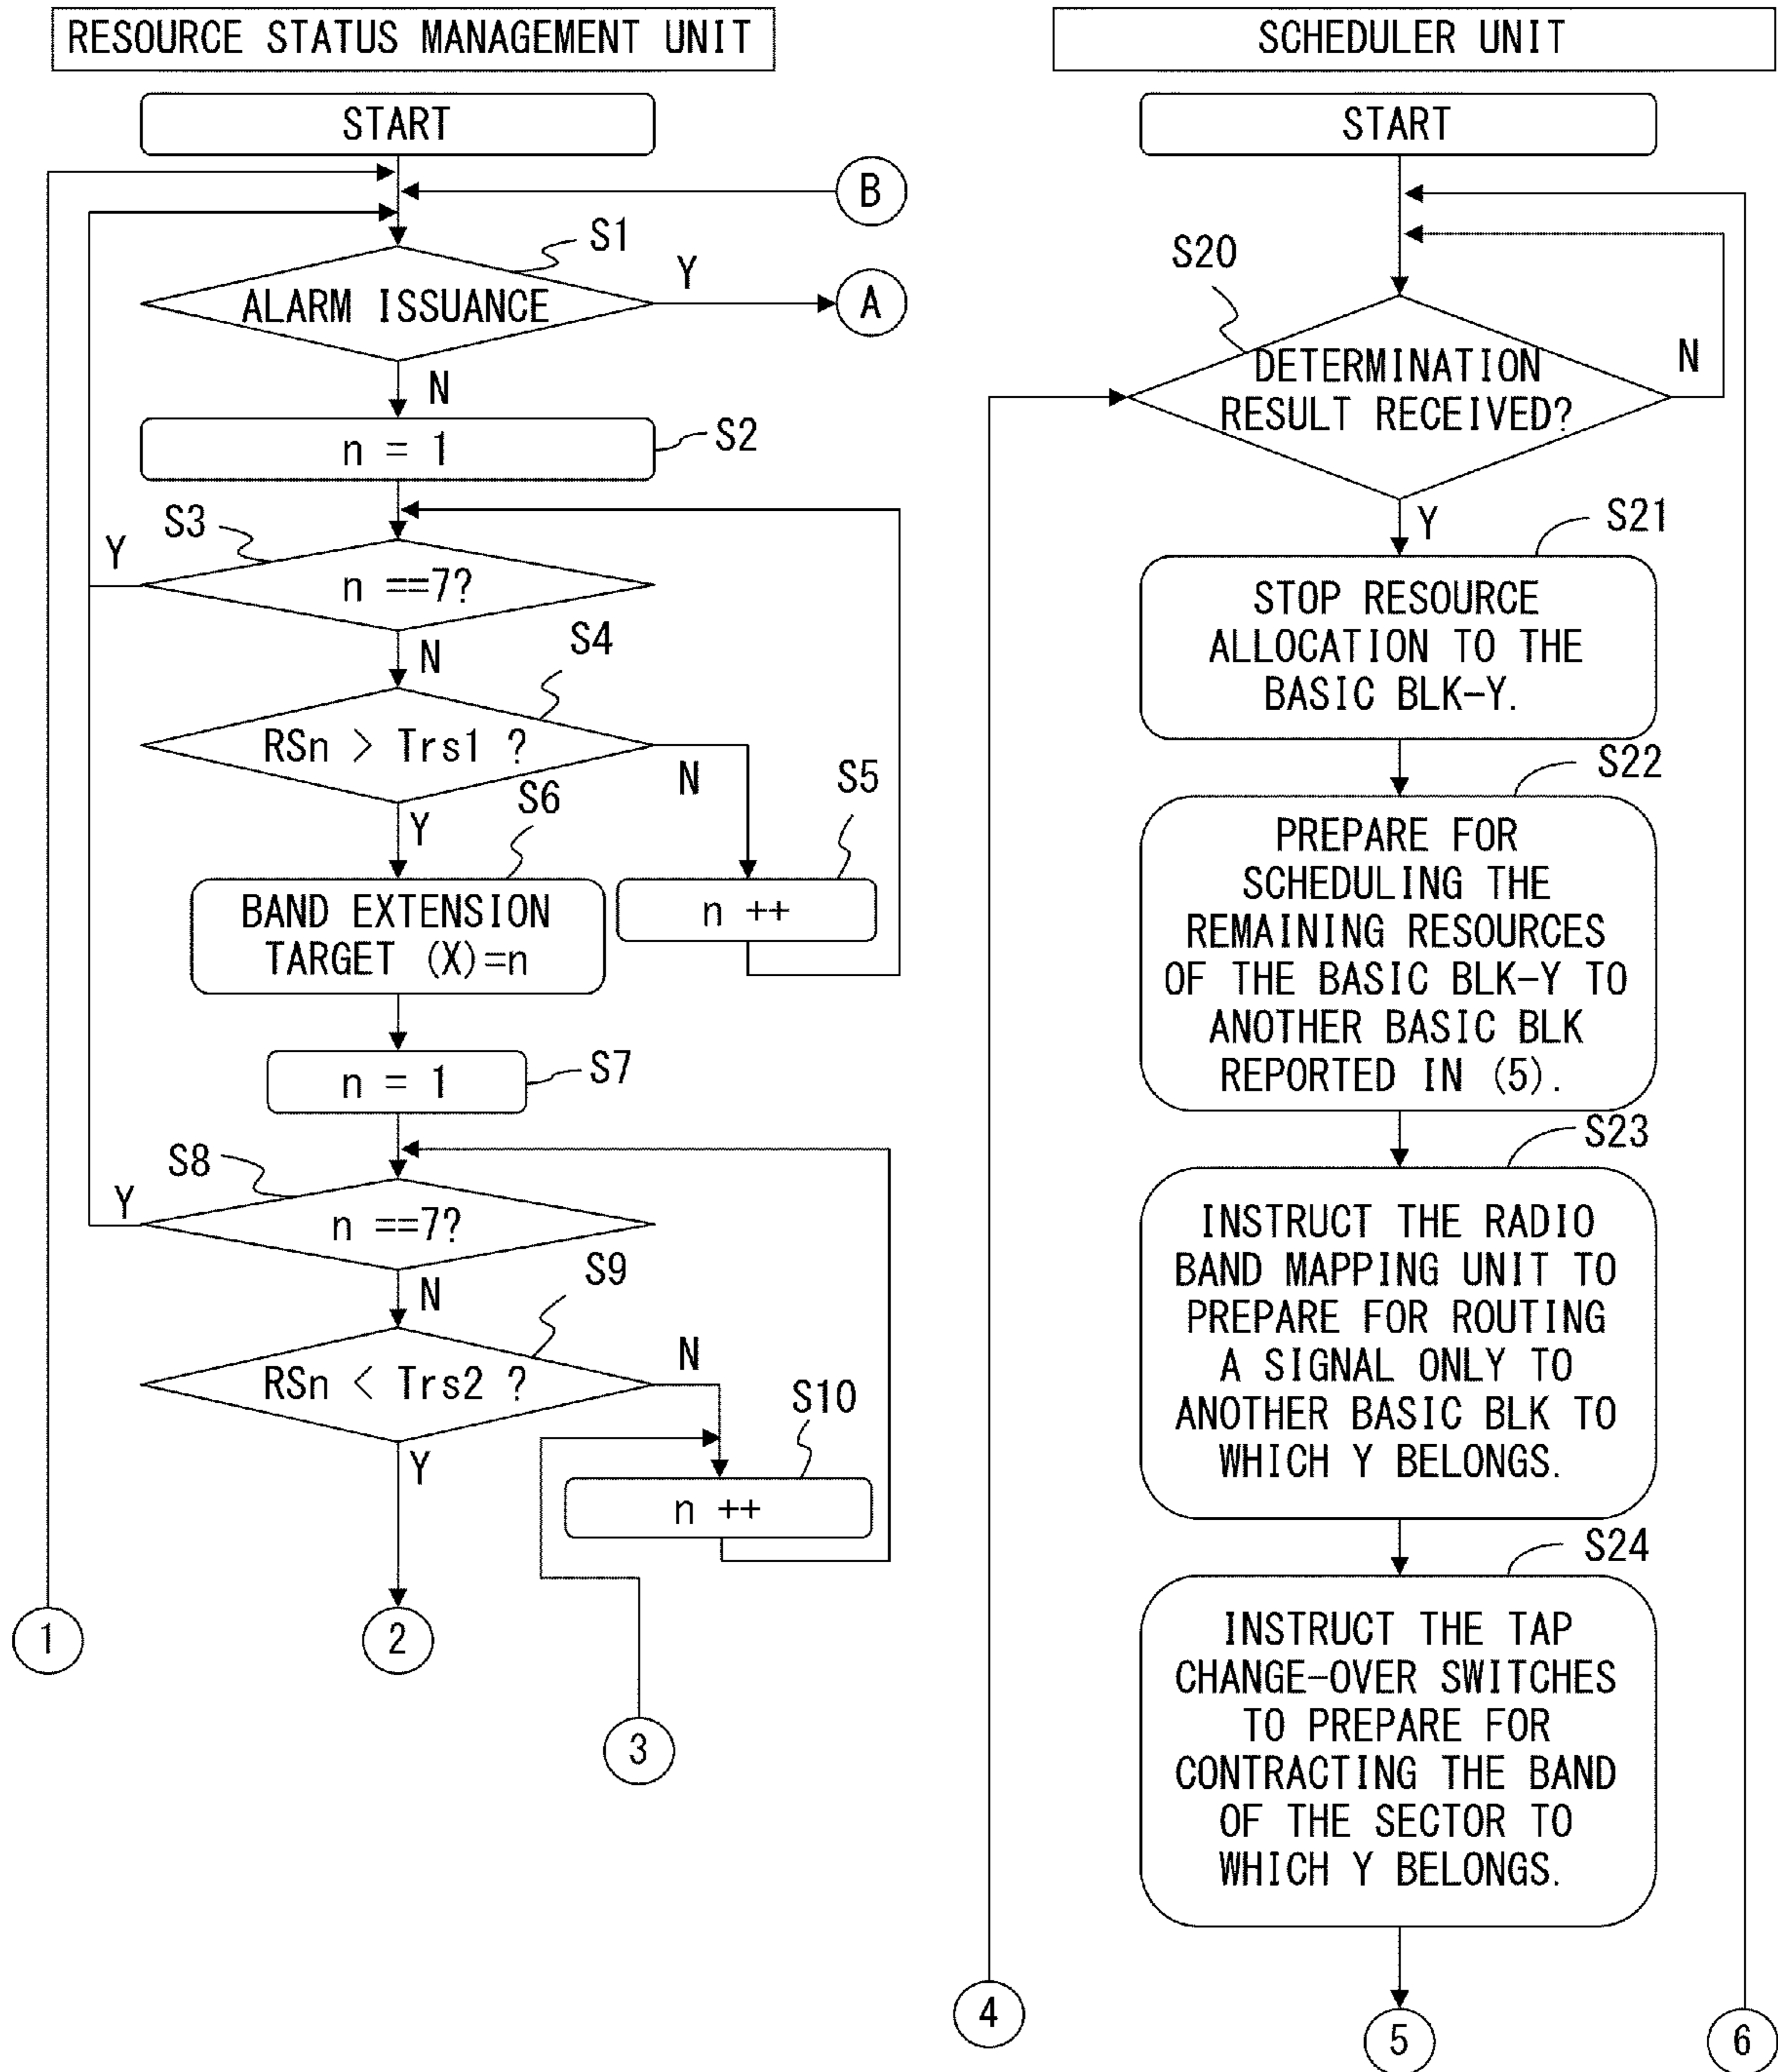 RESOURCE STATUS MANAGEMENT UNIT
START
B
S1
ALARM ISSUANCE
Y
A
N
n = 1
S2
S3
Y
n ==7?
N
S4
RSn > Trs1 ?
N
S5
Y
S6
BAND EXTENSION
TARGET (X)=n
n ++
n = 1
S7
S8
Y
n ==7?
N
S9
RSn < Trs2 ?
N
S10
Y
n ++
1
2
3
SCHEDULER UNIT
START
S20
DETERMINATION
RESULT RECEIVED?
N
Y
S21
STOP RESOURCE
ALLOCATION TO THE
BASIC BLK-Y.
S22
PREPARE FOR
SCHEDULING THE
REMAINING RESOURCES
OF THE BASIC BLK-Y TO
ANOTHER BASIC BLK
REPORTED IN (5).
S23
INSTRUCT THE RADIO
BAND MAPPING UNIT TO
PREPARE FOR ROUTING
A SIGNAL ONLY TO
ANOTHER BASIC BLK TO
WHICH Y BELONGS.
S24
INSTRUCT THE TAP
CHANGE-OVER SWITCHES
TO PREPARE FOR
CONTRACTING THE BAND
OF THE SECTOR TO
WHICH Y BELONGS.
4
5
6